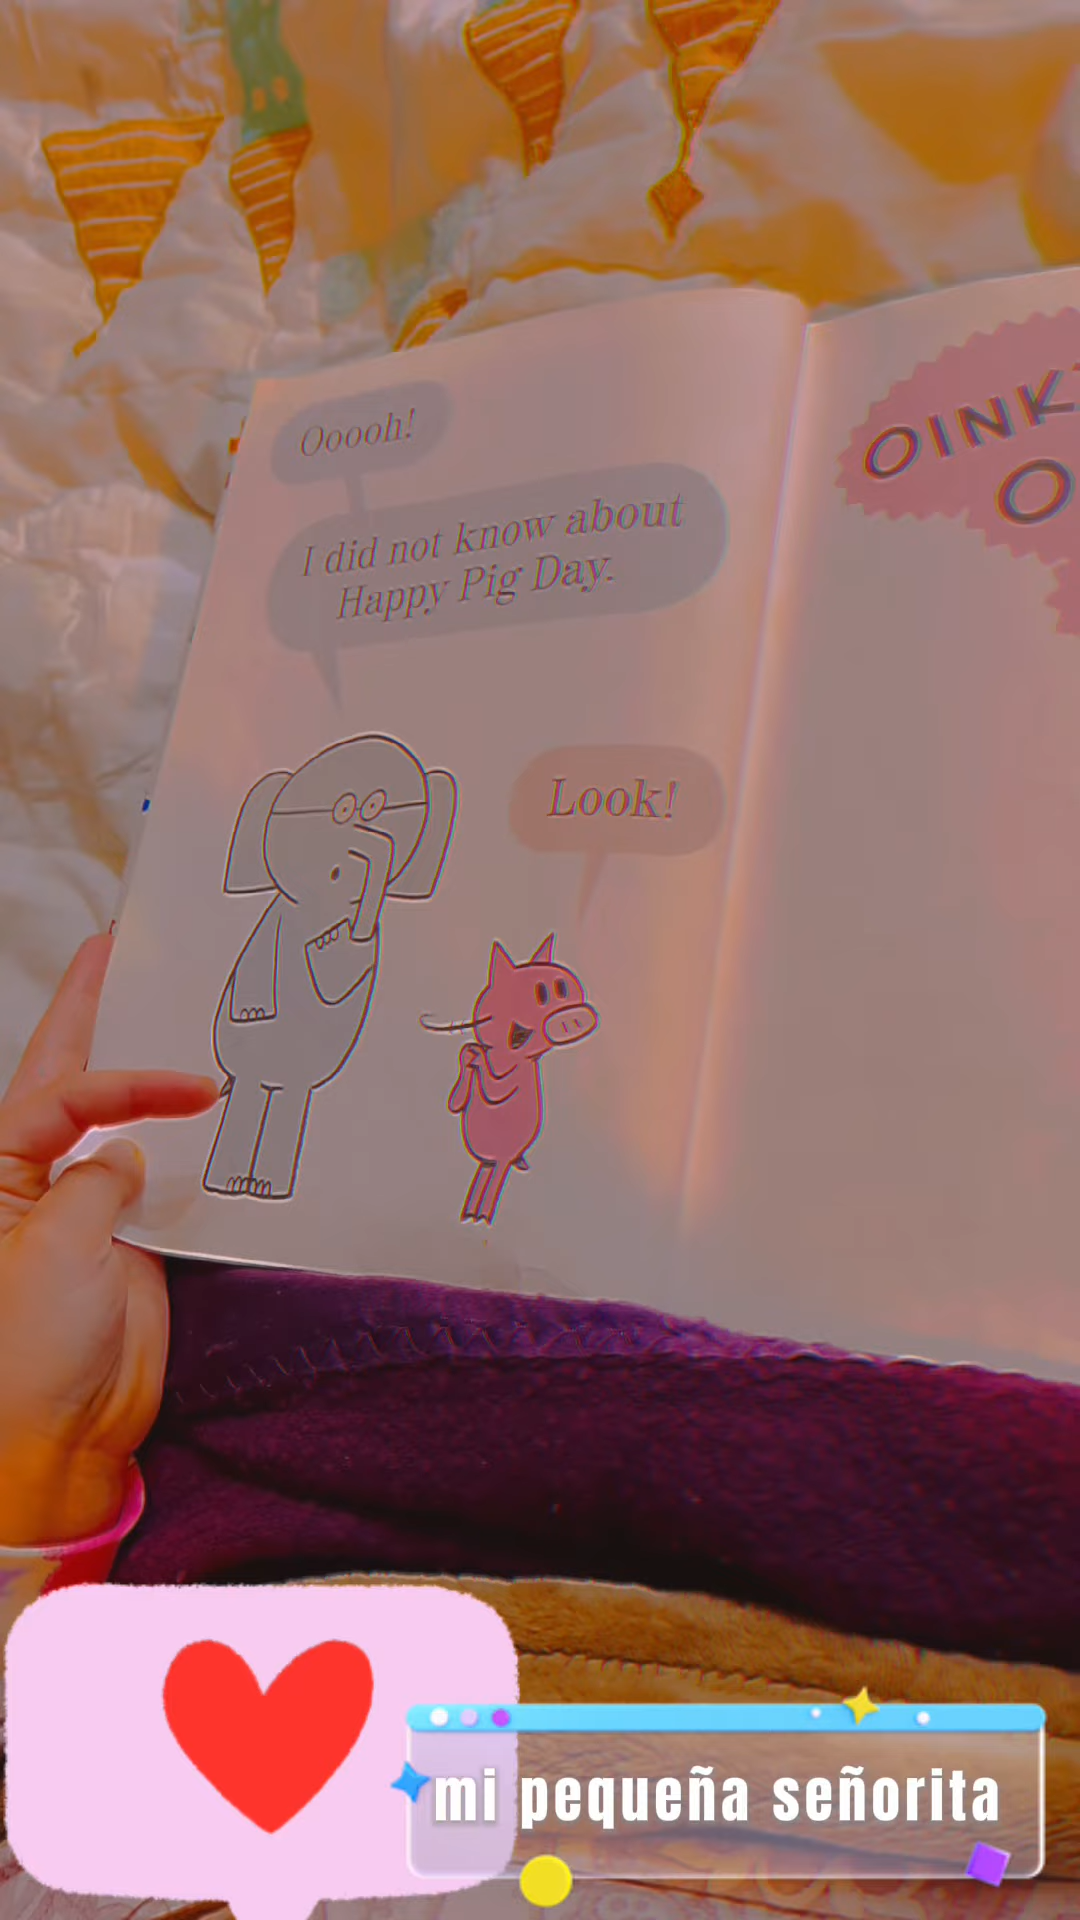 Ooooh!
I did not know about
Happy Pig Day.
Look!
OINK
mi pequeña señorita